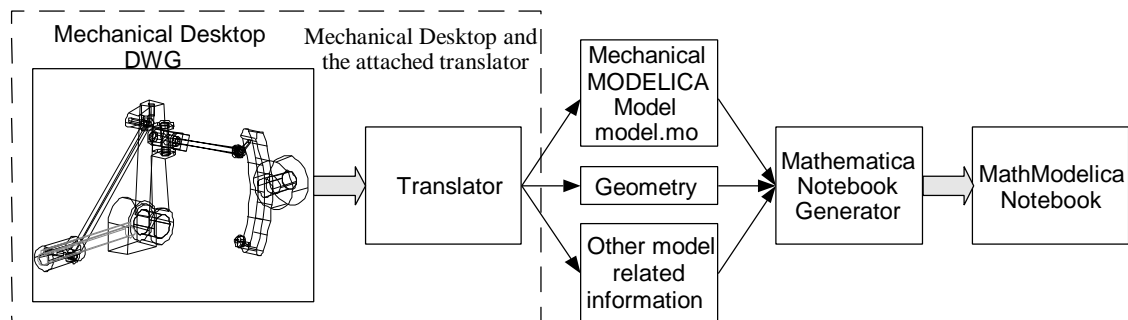 Mechanical Desktop
DWG
Mechanical Desktop and
the attached translator
Translator
Mechanical
MODELICA
Model
model.mo
Geometry
Other model
related
information
Mathematica
Notebook
Generator
MathModelica
Notebook